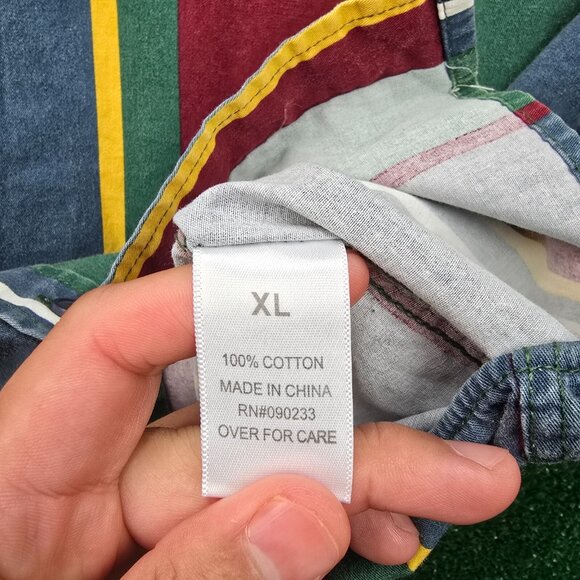 XL
100% COTTON
MADE IN CHINA
RN#090233
OVER FOR CARE